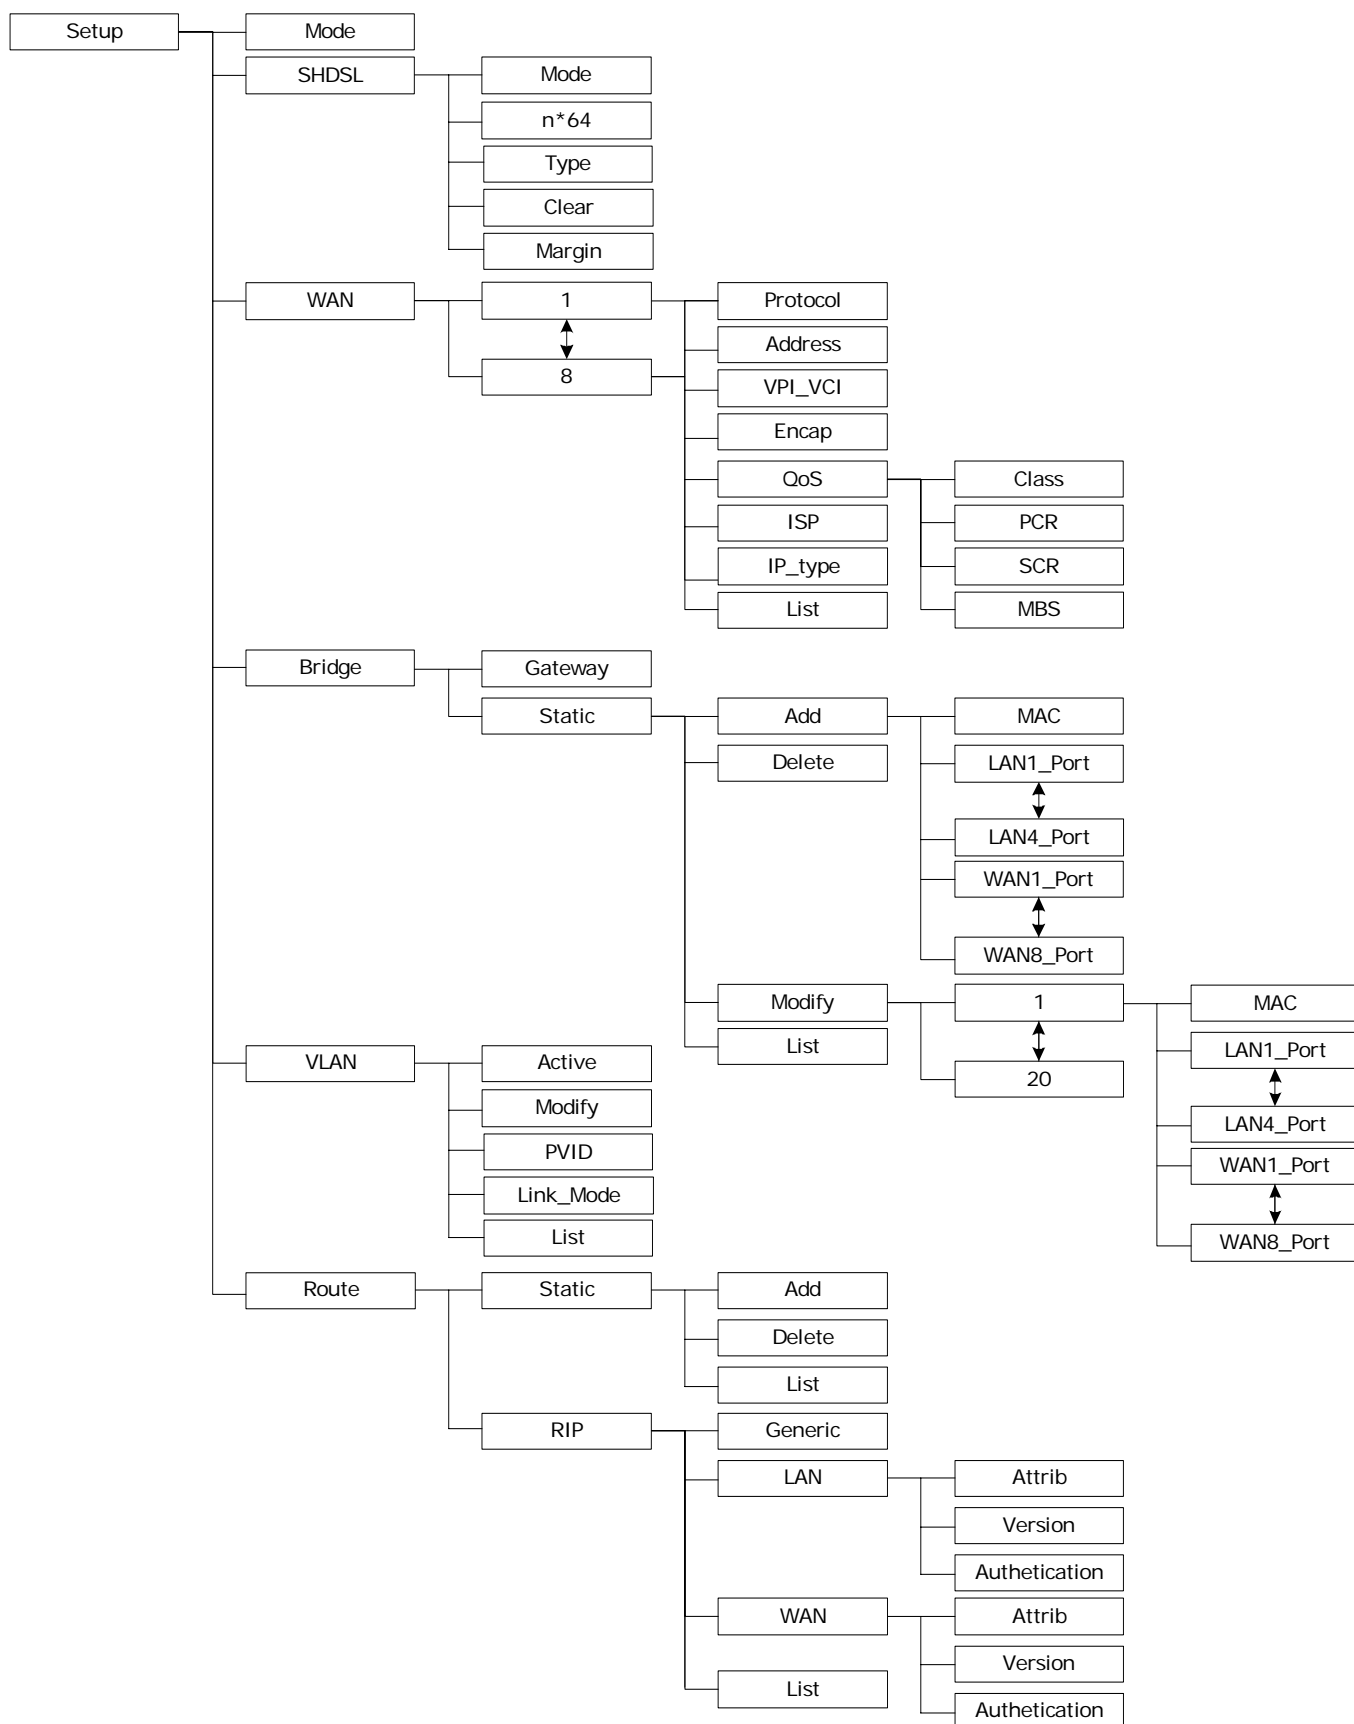 Setup
Mode
SHDSL
Mode
n*64
Type
Clear
Margin
WAN
1
8
Protocol
Address
VPI_VCI
Encap
QoS
Class
PCR
SCR
MBS
ISP
IP_type
List
Bridge
Gateway
Static
Add
MAC
LAN1_Port
LAN4_Port
WAN1_Port
WAN8_Port
Delete
Modify
1
20
MAC
LAN1_Port
LAN4_Port
WAN1_Port
WAN8_Port
List
VLAN
Active
Modify
PVID
Link_Mode
List
Route
Static
Add
Delete
List
RIP
Generic
LAN
Attrib
Version
Authetication
WAN
Attrib
Version
Authetication
List